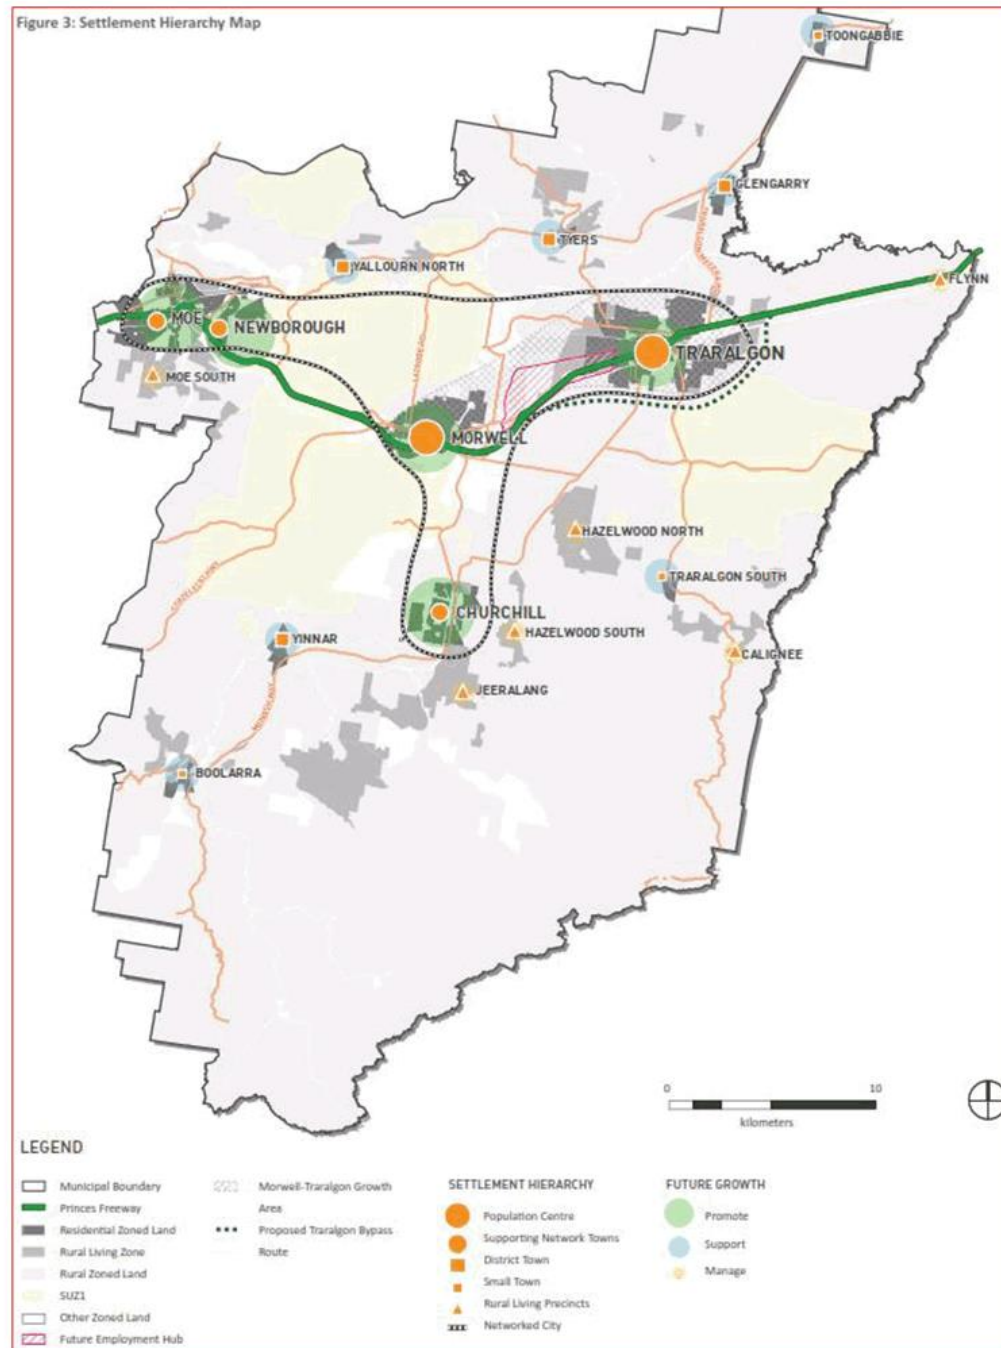 Figure 3: Settlement Hierarchy Map
TOONGABBIE
GLENGARRY
TYERS
YALLOURN NORTH
FLYNN
MOE
NEWBOROUGH
TRARALGON
MOE SOUTH
MORWELL
HAZELWOOD NORTH
TRARALGON SOUTH
CHURCHILL
HAZELWOOD SOUTH
YINNAR
CALIGNEE
JEERALANG
BOOLARRA
0 10
kilometers
LEGEND
Municipal Boundary
Princes Freeway
Residential Zoned Land
Rural Living Zone
Rural Zoned Land
SUZ1
Other Zoned Land
Future Employment Hub
Morwell-Traralgon Growth
Area
Proposed Traralgon Bypass
Route
SETTLEMENT HIERARCHY
Population Centre
Supporting Network Towns
District Town
Small Town
Rural Living Precincts
Networked City
FUTURE GROWTH
Promote
Support
Manage